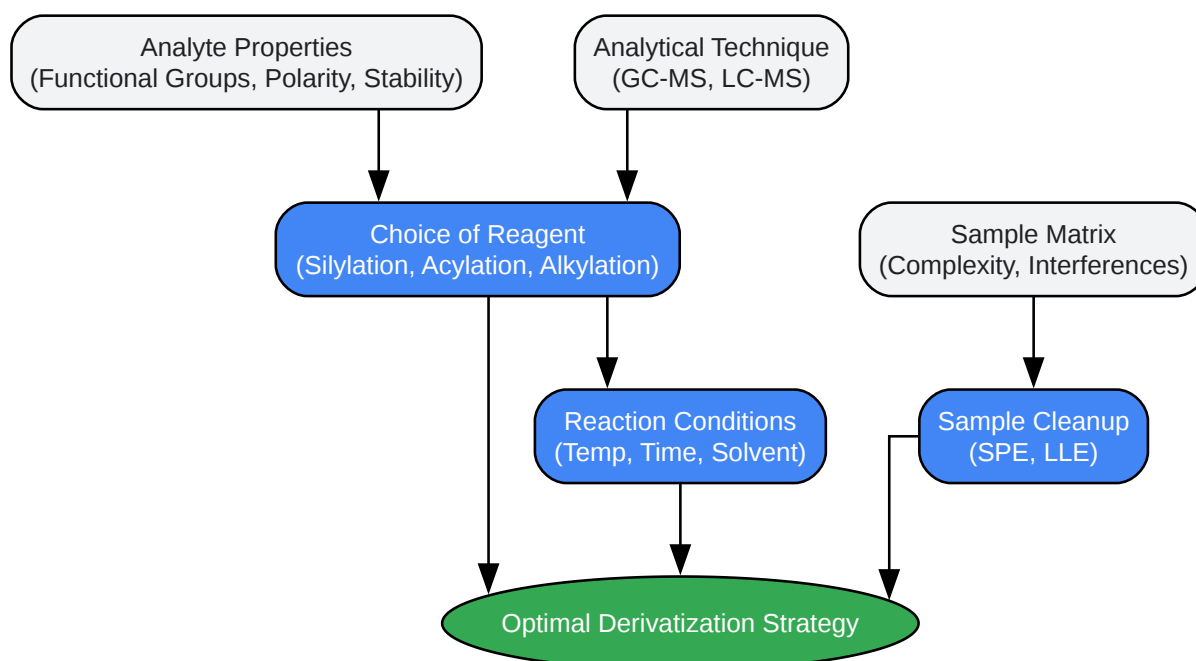 Analyte Properties
(Functional Groups, Polarity, Stability)
Analytical Technique
(GC-MS, LC-MS)
Choice of Reagent
(Silylation, Acylation, Alkylation)
Sample Matrix
(Complexity, Interferences)
Reaction Conditions
(Temp, Time, Solvent)
Sample Cleanup
(SPE, LLE)
Optimal Derivatization Strategy